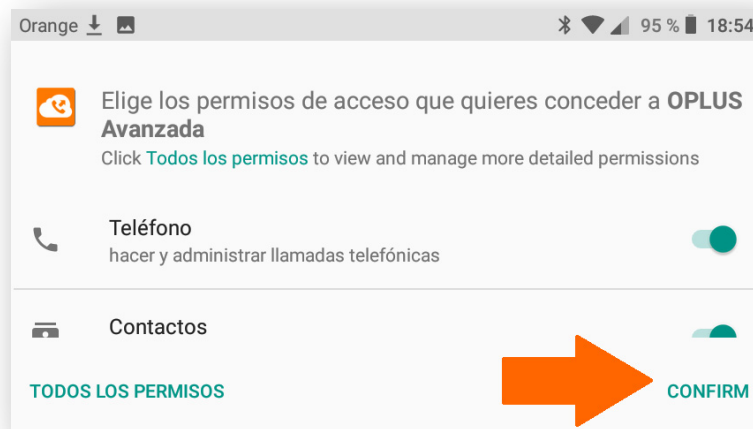 Orange 95 % 18:54
Elige los permisos de acceso que quieres conceder a OPLUS
Avanzada
Click Todos los permisos to view and manage more detailed permissions
Teléfono
hacer y administrar llamadas telefónicas
Contactos
TODOS LOS PERMISOS CONFIRM